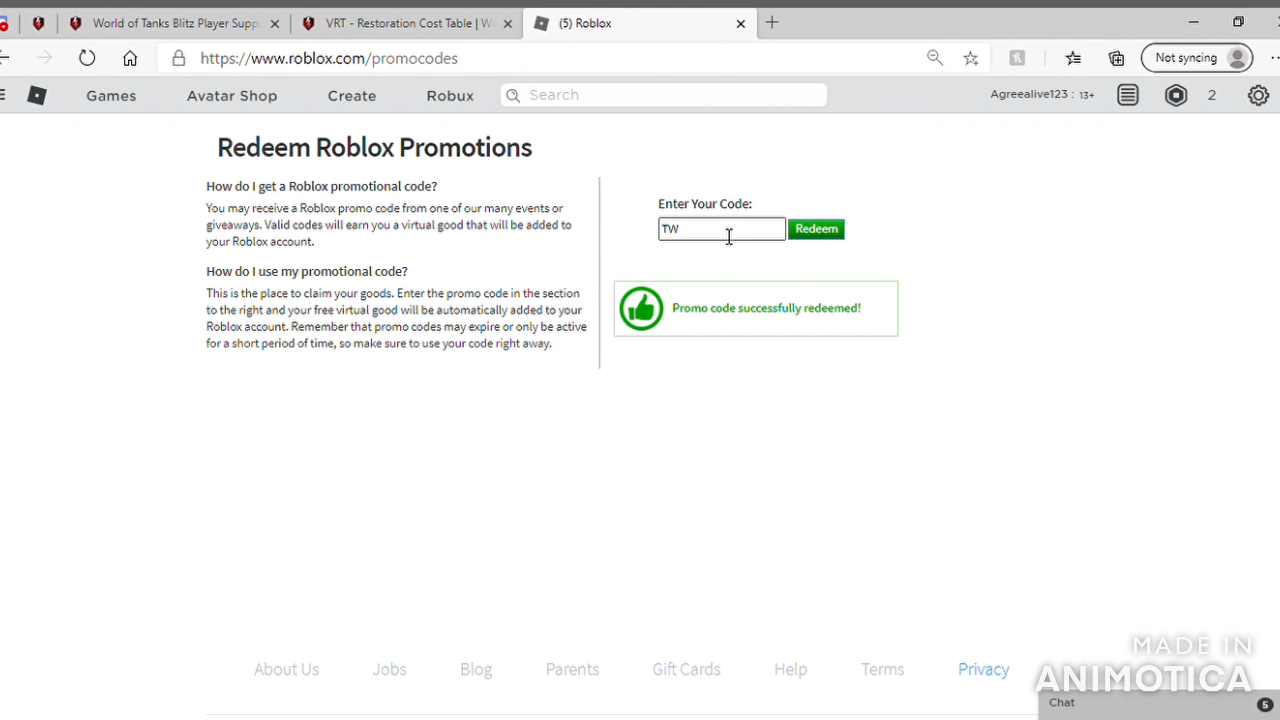 World of Tanks Blitz Player Suppo
VRT - Restoration Cost Table | W
(5) Roblox
https://www.roblox.com/promocodes
Not syncing
Games
Avatar Shop
Create
Robux
Search
Agreealive123 : 13+
2
Redeem Roblox Promotions
How do I get a Roblox promotional code?
You may receive a Roblox promo code from one of our many events or
giveaways. Valid codes will earn you a virtual good that will be added to
your Roblox account.
How do I use my promotional code?
This is the place to claim your goods. Enter the promo code in the section
to the right and your free virtual good will be automatically added to your
Roblox account. Remember that promo codes may expire or only be active
for a short period of time, so make sure to use your code right away.
Enter Your Code:
TW
Redeem
Promo code successfully redeemed!
About Us
Jobs
Blog
Parents
Gift Cards
Help
Terms
Privacy
MADE IN
ANIMOTICA
Chat
5